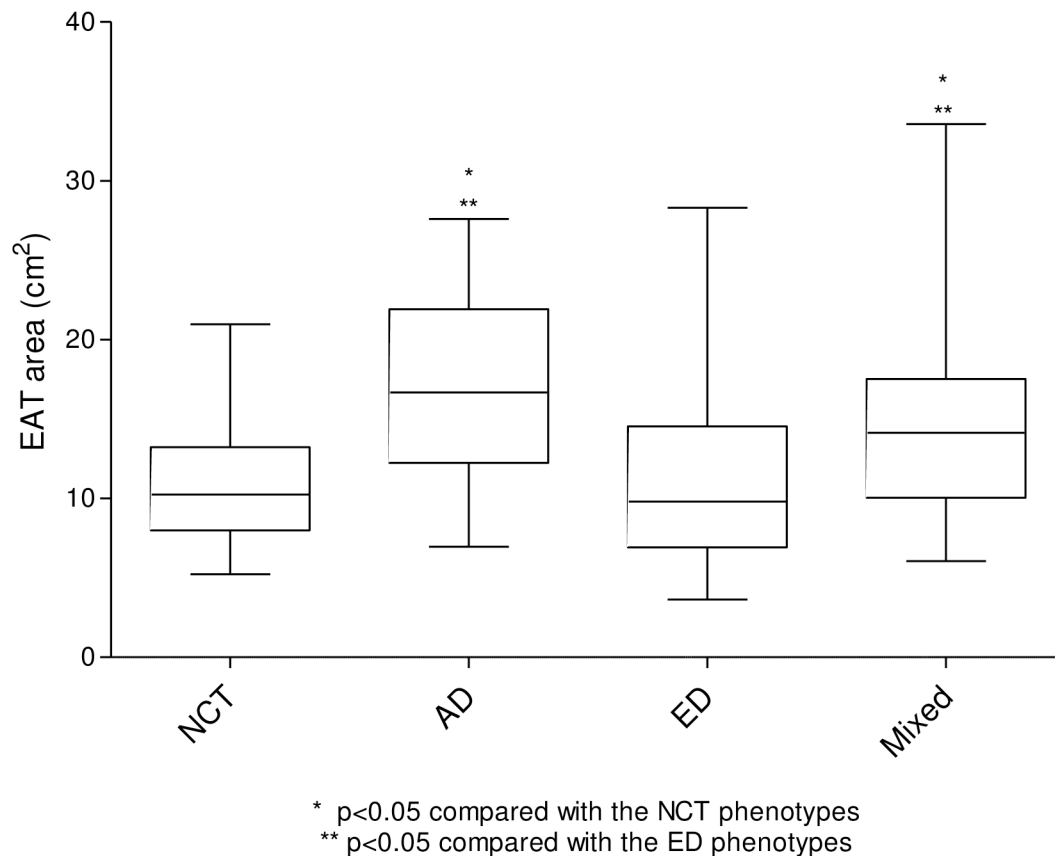 40
*
**
*
30
**
EAT area (cm²)
20
10
0
NCT
AD
ED
Mixed
* p<0.05 compared with the NCT phenotypes
** p<0.05 compared with the ED phenotypes